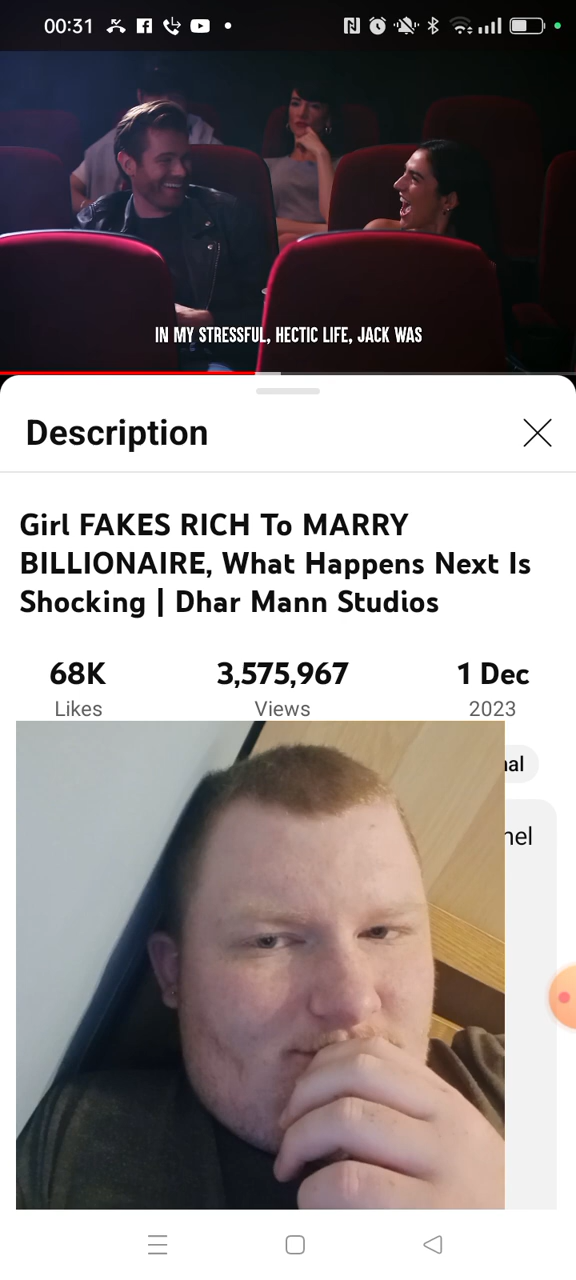 00:31
IN MY STRESSFUL, HECTIC LIFE, JACK WAS
Description
Girl FAKES RICH To MARRY
BILLIONAIRE, What Happens Next Is
Shocking | Dhar Mann Studios
68K 3,575,967 1 Dec
Likes Views 2023